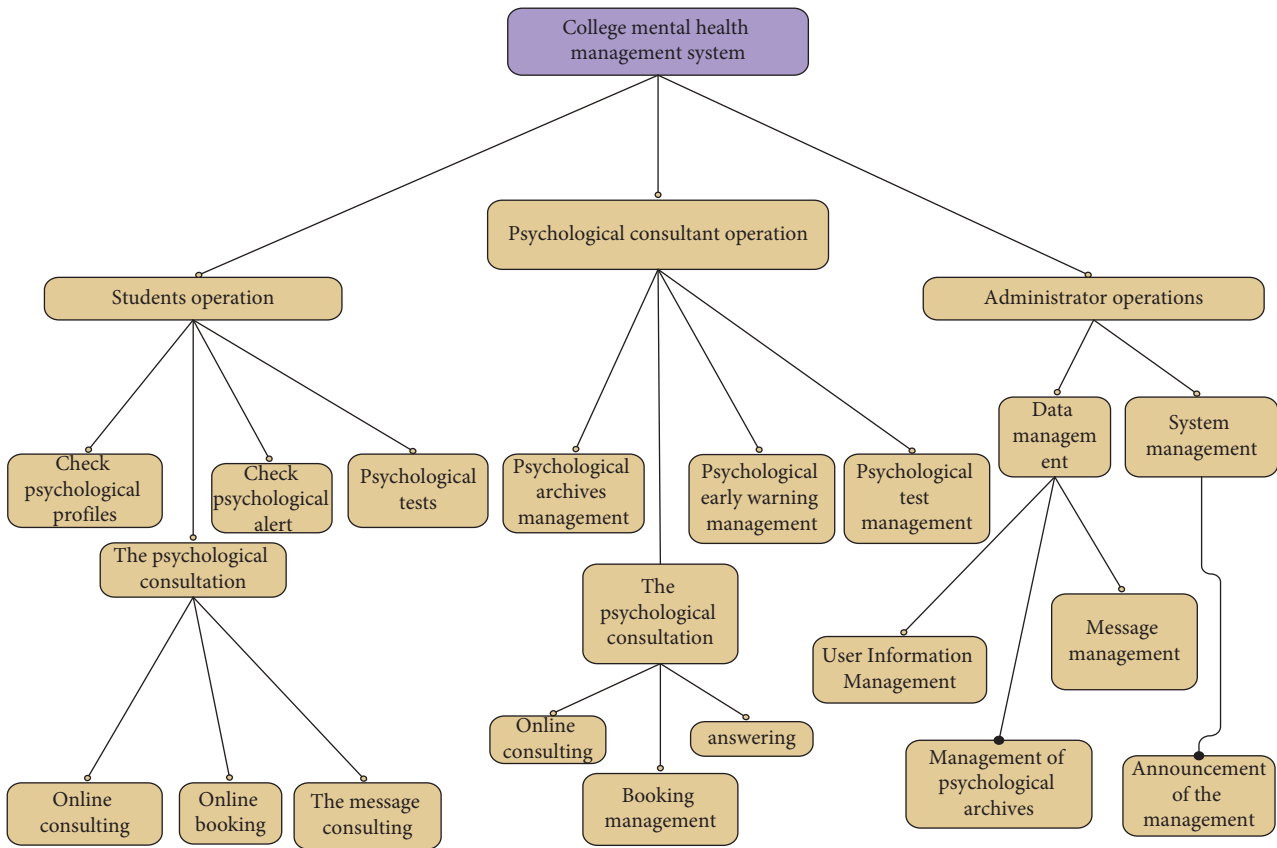 College mental health
management system
Psychological consultant operation
Students operation
Administrator operations
Data
managem
ent
System
management
Check
psychological
profiles
Check
psychological
alert
Psychological
tests
Psychological
archives
management
Psychological
early warning
management
Psychological
test
management
The psychological
consultation
The
psychological
consultation
User Information
Management
Message
management
Online
consulting
answering
Management of
psychological
archives
Announcement
of the
management
Online
consulting
Online
booking
The message
consulting
Booking
management